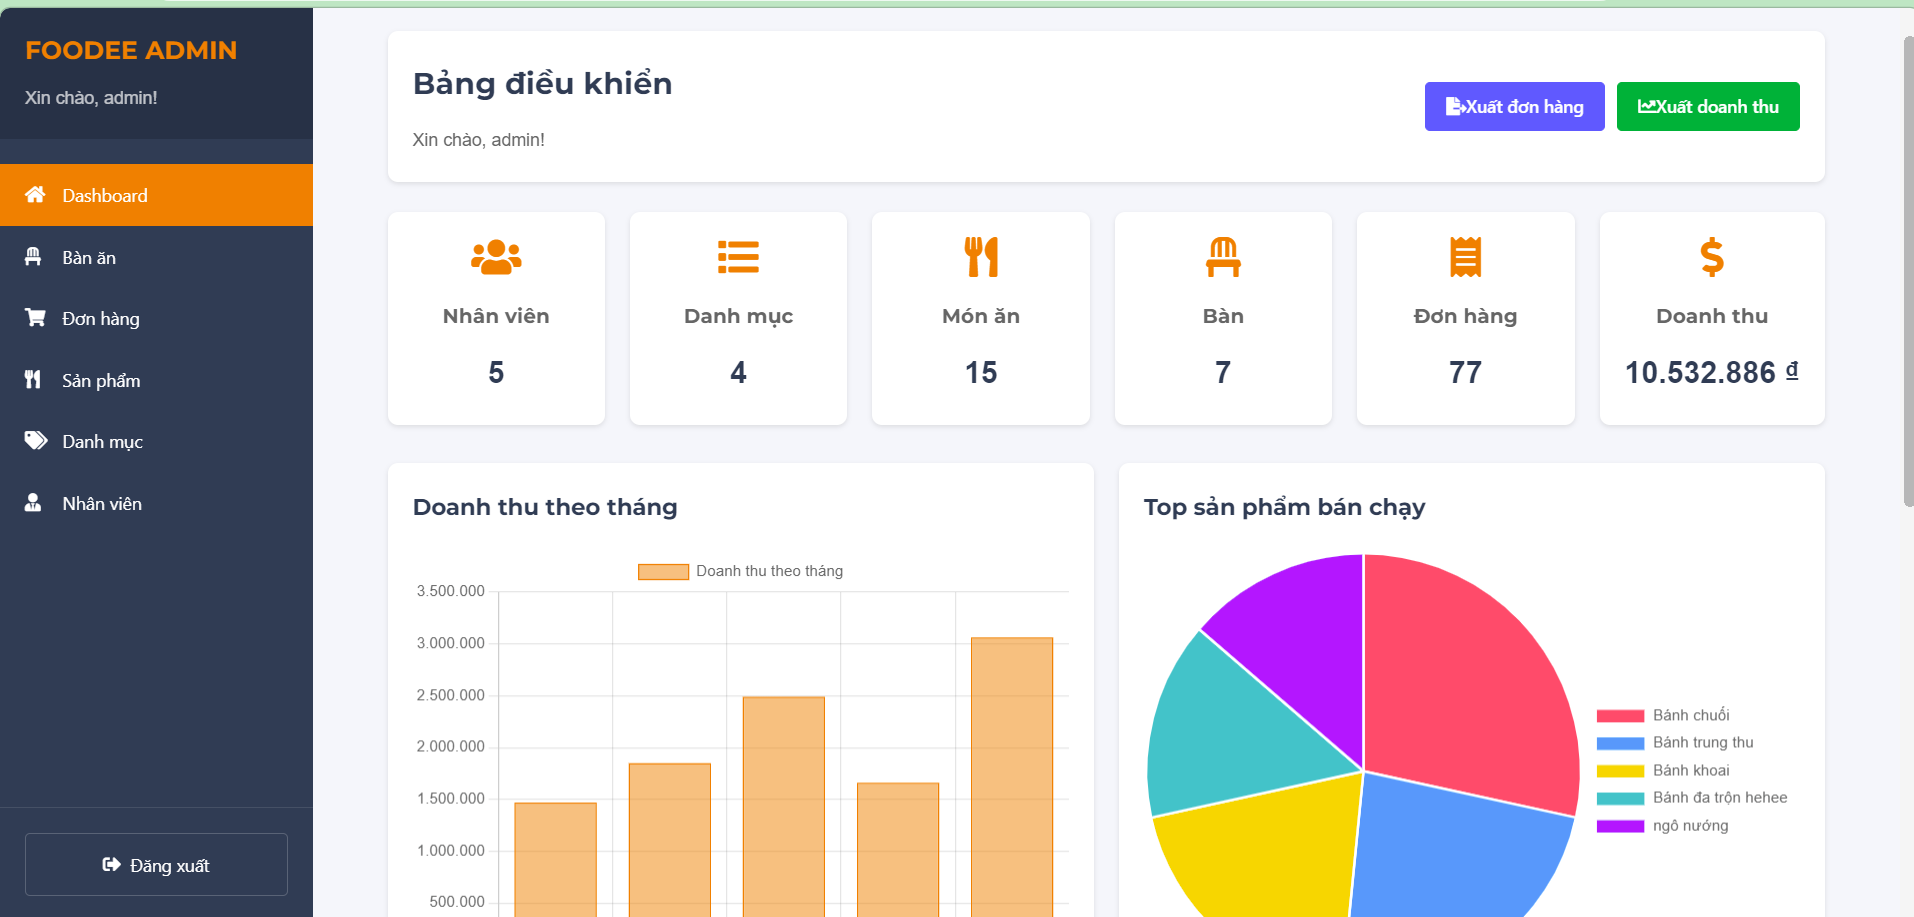 FOODEE ADMIN
Xin chào, admin!
Dashboard
Bàn ăn
Đơn hàng
Sản phẩm
Danh mục
Nhân viên
Đăng xuất
Bảng điều khiển
Xin chào, admin!
Xuất đơn hàng
Xuất doanh thu
Nhân viên
5
Danh mục
4
Món ăn
15
Bàn
7
Đơn hàng
77
Doanh thu
10.532.886 ₫
Doanh thu theo tháng
Doanh thu theo tháng
3.500.000
3.000.000
2.500.000
2.000.000
1.500.000
1.000.000
500.000
Top sản phẩm bán chạy
Bánh chuối
Bánh trung thu
Bánh khoai
Bánh đa trộn hehee
ngô nướng